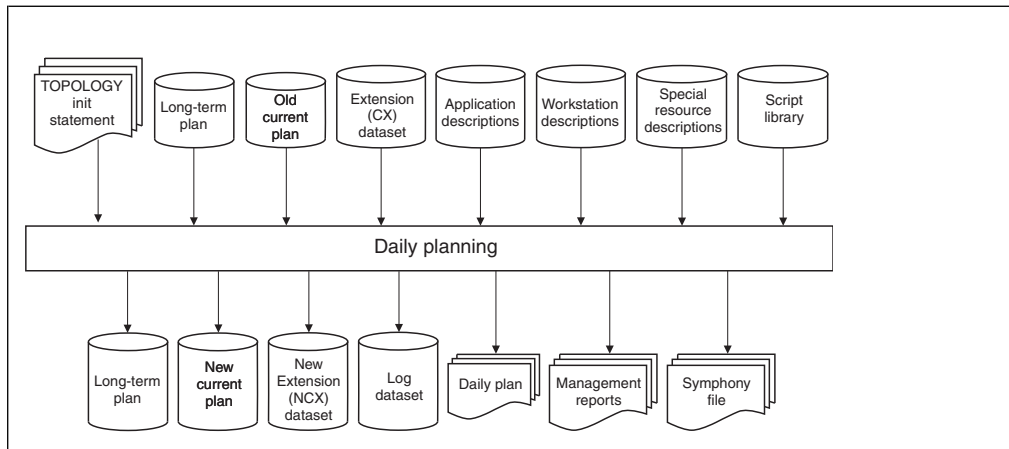 TOPOLOGY
init
statement
Long-term
plan
Old
current
plan
Extension
(CX)
dataset
Application
descriptions
Workstation
descriptions
Special
resource
descriptions
Script
library
Daily planning
Long-term
plan
New
current
plan
New
Extension
(NCX)
dataset
Log
dataset
Daily plan
Management
reports
Symphony
file